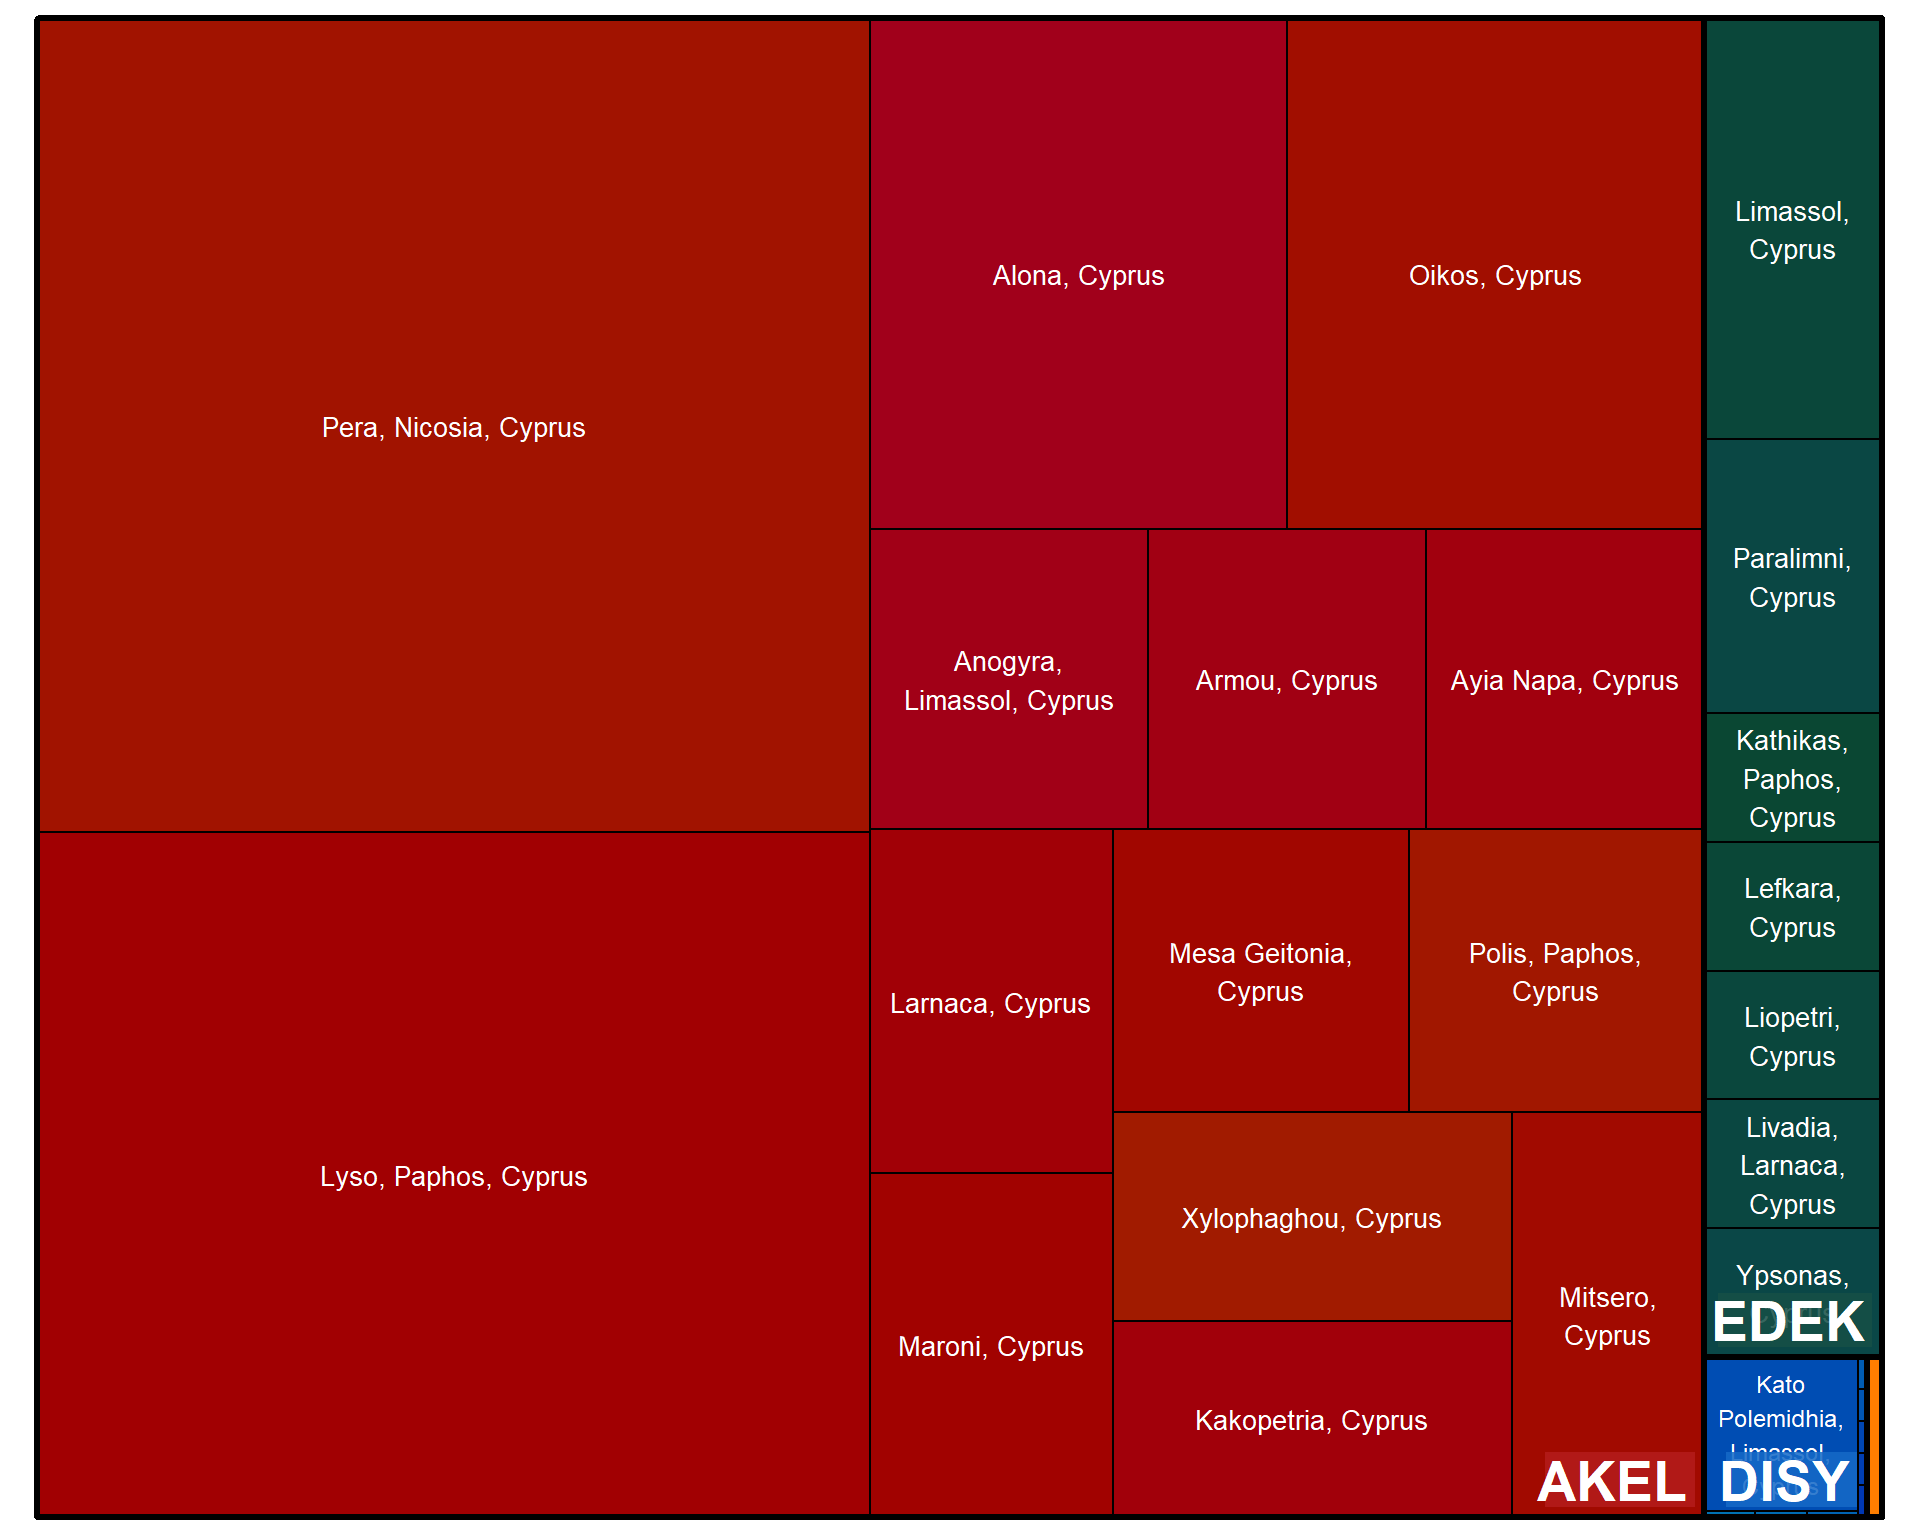 Pera, Nicosia, Cyprus
Lyso, Paphos, Cyprus
Alona, Cyprus
Oikos, Cyprus
Anogyra,
Limassol, Cyprus
Armou, Cyprus
Ayia Napa, Cyprus
Larnaca, Cyprus
Maroni, Cyprus
Mesa Geitonia,
Cyprus
Polis, Paphos,
Cyprus
Xylophaghou, Cyprus
Kakopetria, Cyprus
Mitsero,
Cyprus
AKEL
Limassol,
Cyprus
Paralimni,
Cyprus
Kathikas,
Paphos,
Cyprus
Lefkara,
Cyprus
Liopetri,
Cyprus
Livadia,
Larnaca,
Cyprus
Ypsonas,
EDEK
Kato
Polemidhia,
Limassol,
DISY